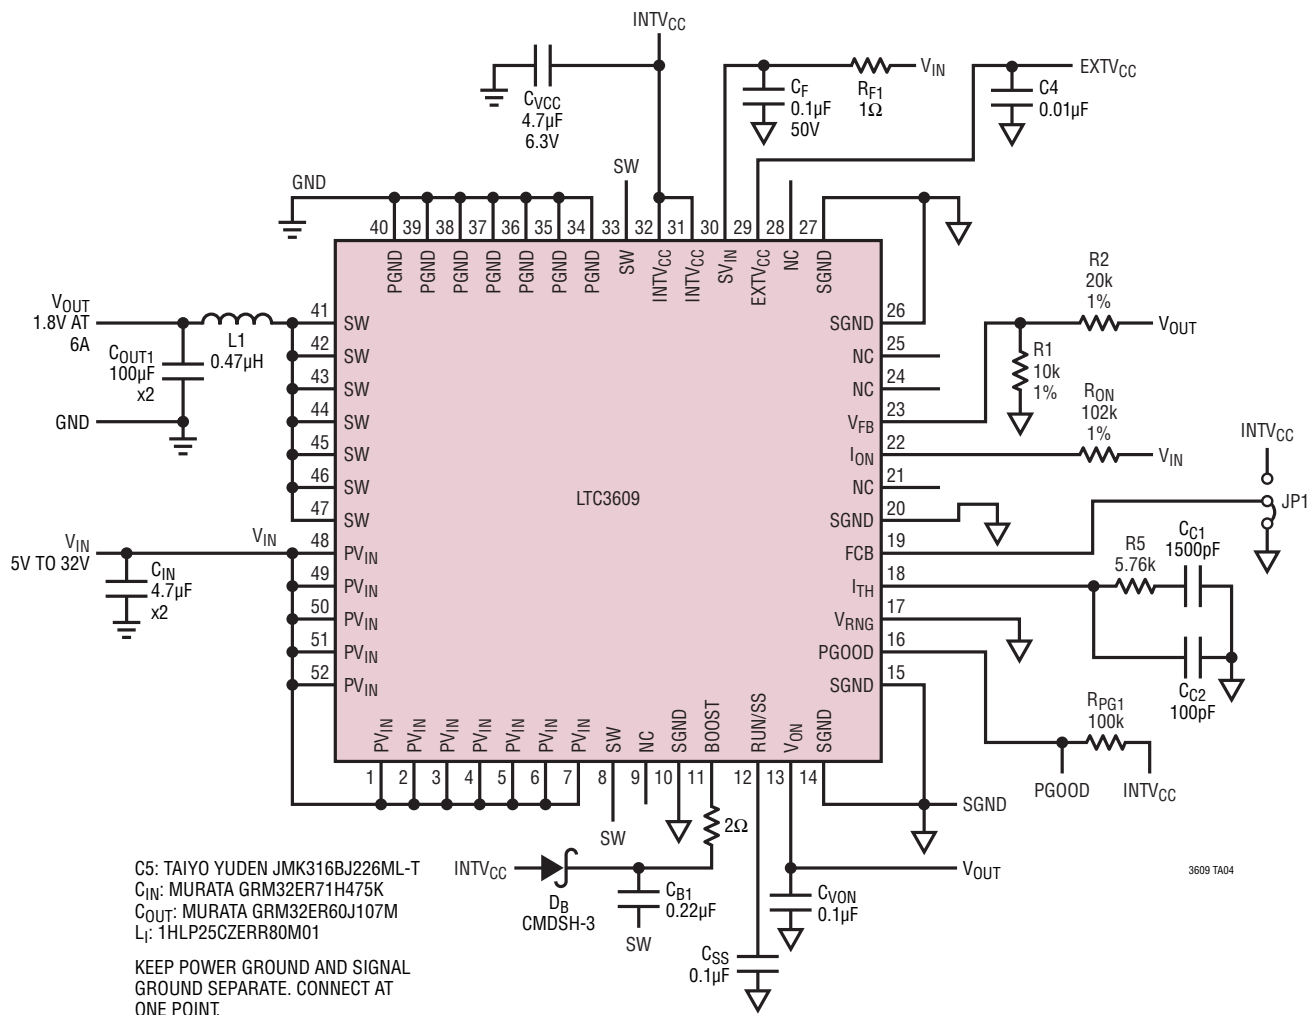 INTVCC
CVCC
4.7µF
6.3V
CF
0.1µF
50V
RF1
1Ω
VIN
EXTVCC
C4
0.01µF
GND
SW
40 39 38 37 36 35 34 33 32 31 30 29 28 27
PGND PGND PGND PGND PGND PGND PGND SW INTVCC INTVCC SVIN EXTVCC NC SGND
VOUT
1.8V AT
6A
COUT1
100µF
x2
L1
0.47µH
GND
41 SW
42 SW
43 SW
44 SW
45 SW
46 SW
47 SW
48 PVIN
49 PVIN
50 PVIN
51 PVIN
52 PVIN
VIN
5V TO 32V
VIN
CIN
4.7µF
x2
LTC3609
SGND 26
NC 25
NC 24
VFB 23
ION 22
NC 21
SGND 20
FCB 19
ITH 18
VRNG 17
PGOOD 16
SGND 15
R2
20k
1%
VOUT
R1
10k
1%
RON
102k
1%
VIN
INTVCC
JP1
R5
5.76k
CC1
1500pF
CC2
100pF
RPG1
100k
PGOOD
INTVCC
PVIN PVIN PVIN PVIN PVIN PVIN PVIN SW NC SGND BOOST RUN/SS VON SGND
1 2 3 4 5 6 7 8 9 10 11 12 13 14
SW
2Ω
SGND
INTVCC
DB
CMDSH-3
CB1
0.22µF
SW
VOUT
CVON
0.1µF
CSS
0.1µF
3609 TA04
C5: TAIYO YUDEN JMK316BJ226ML-T
CIN: MURATA GRM32ER71H475K
COUT: MURATA GRM32ER60J107M
LI: 1HLP25CZERR80M01
KEEP POWER GROUND AND SIGNAL
GROUND SEPARATE. CONNECT AT
ONE POINT.